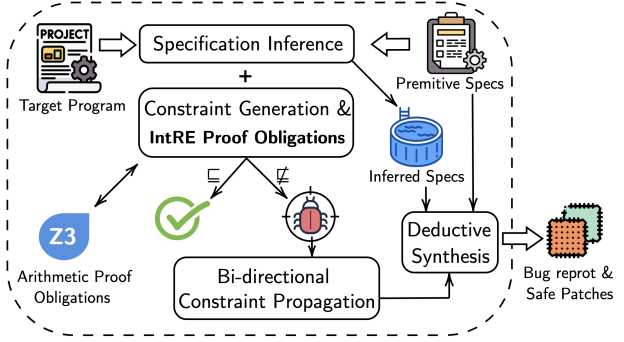 PROJECT
Target Program
Specification Inference
Premitive Specs
+
Constraint Generation &
IntRE Proof Obligations
⊑
⋢
Inferred Specs
Z3
Arithmetic Proof
Obligations
Bi-directional
Constraint Propagation
Deductive
Synthesis
Bug reprot &
Safe Patches